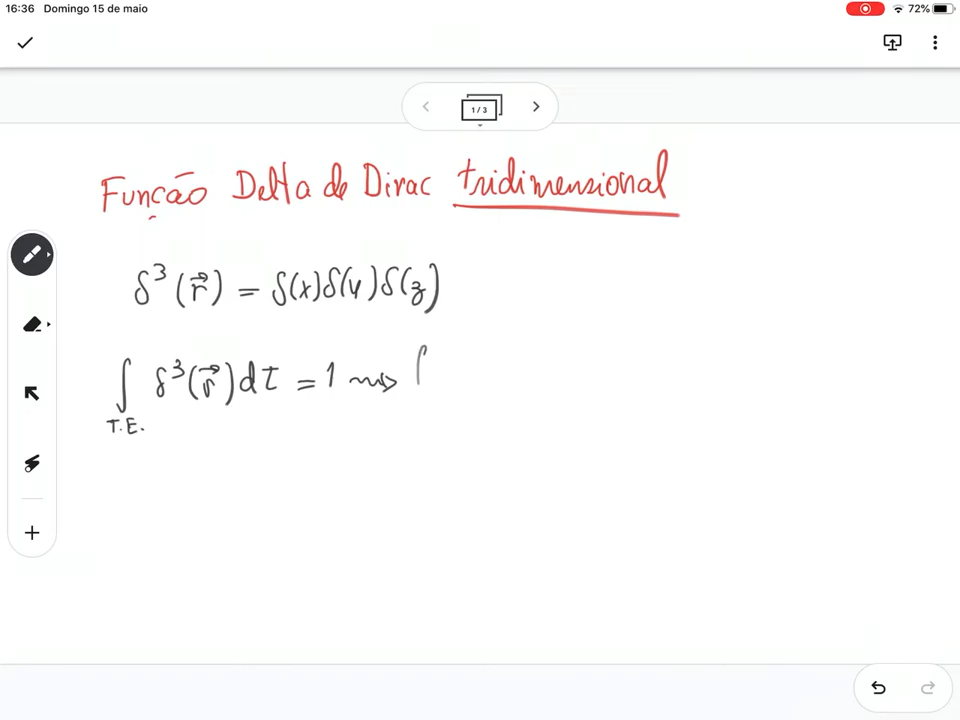 16:36 Domingo 15 de maio
72%
1 / 3
Função Delta de Dirac tridimensional
δ³(r⃗) = δ(x)δ(y)δ(z)
∫ δ³(r⃗)dτ = 1 ⇝ ∫
T.E.